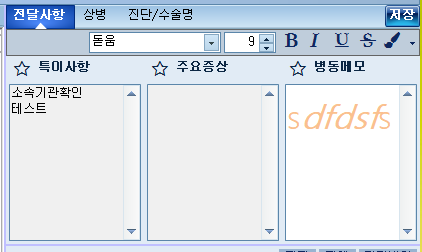 전달사항 상병 진단/수술명 저장
돋움 9 B I U S
특이사항 주요증상 병동메모
소속기관확인
테스트
sdfdsfs